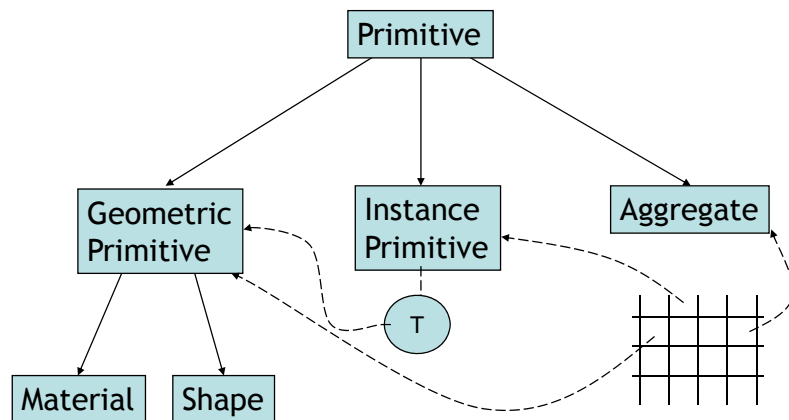 Primitive
Geometric
Primitive
Instance
Primitive
Aggregate
T
Material
Shape